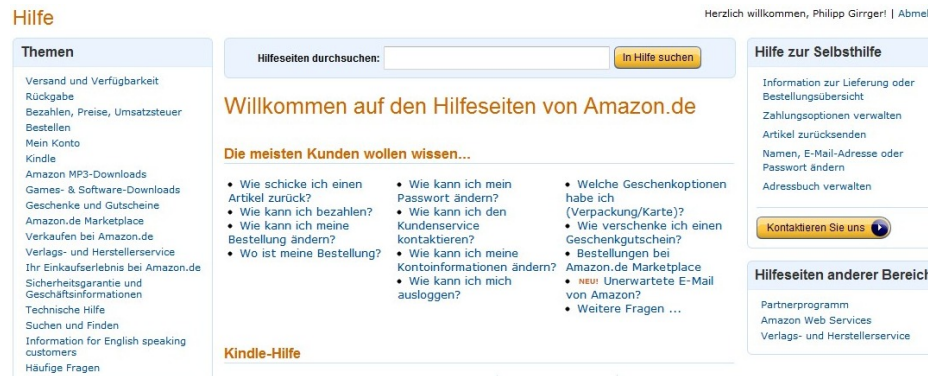 Hilfe
Herzlich willkommen, Philipp Girrger! | Abmel
Themen
Versand und Verfügbarkeit
Rückgabe
Bezahlen, Preise, Umsatzsteuer
Bestellen
Mein Konto
Kindle
Amazon MP3-Downloads
Games- & Software-Downloads
Geschenke und Gutscheine
Amazon.de Marketplace
Verkaufen bei Amazon.de
Verlags- und Herstellerservice
Ihr Einkaufserlebnis bei Amazon.de
Sicherheitsgarantie und
Geschäftsinformationen
Technische Hilfe
Suchen und Finden
Information for English speaking
customers
Häufige Fragen
Hilfeseiten durchsuchen:
In Hilfe suchen
Willkommen auf den Hilfeseiten von Amazon.de
Die meisten Kunden wollen wissen...
• Wie schicke ich einen
Artikel zurück?
• Wie kann ich bezahlen?
• Wie kann ich meine
Bestellung ändern?
• Wo ist meine Bestellung?
• Wie kann ich mein
Passwort ändern?
• Wie kann ich den
Kundenservice
kontaktieren?
• Wie kann ich meine
Kontoinformationen ändern?
• Wie kann ich mich
ausloggen?
• Welche Geschenkoptionen
habe ich
(Verpackung/Karte)?
• Wie verschenke ich einen
Geschenkgutschein?
• Bestellungen bei
Amazon.de Marketplace
• NEU! Unerwartete E-Mail
von Amazon?
• Weitere Fragen ...
Kindle-Hilfe
Hilfe zur Selbsthilfe
Information zur Lieferung oder
Bestellungsübersicht
Zahlungsoptionen verwalten
Artikel zurücksenden
Namen, E-Mail-Adresse oder
Passwort ändern
Adressbuch verwalten
Kontaktieren Sie uns
Hilfeseiten anderer Bereich
Partnerprogramm
Amazon Web Services
Verlags- und Herstellerservice